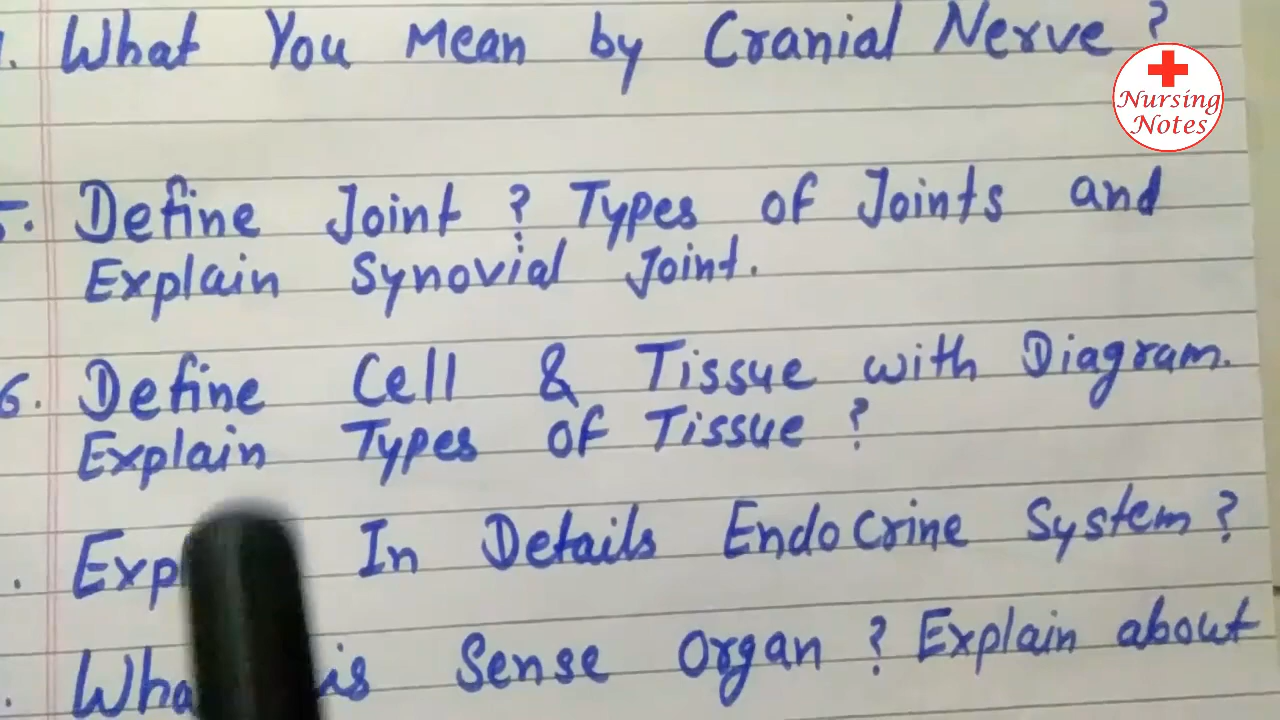 . What You Mean by Cranial Nerve ?
Nursing
Notes
5. Define Joint ? Types of Joints and
Explain Synovial Joint.
6. Define Cell & Tissue with Diagram.
Explain Types of Tissue ?
. In Details Endocrine System ?
. is Sense Organ ? Explain about